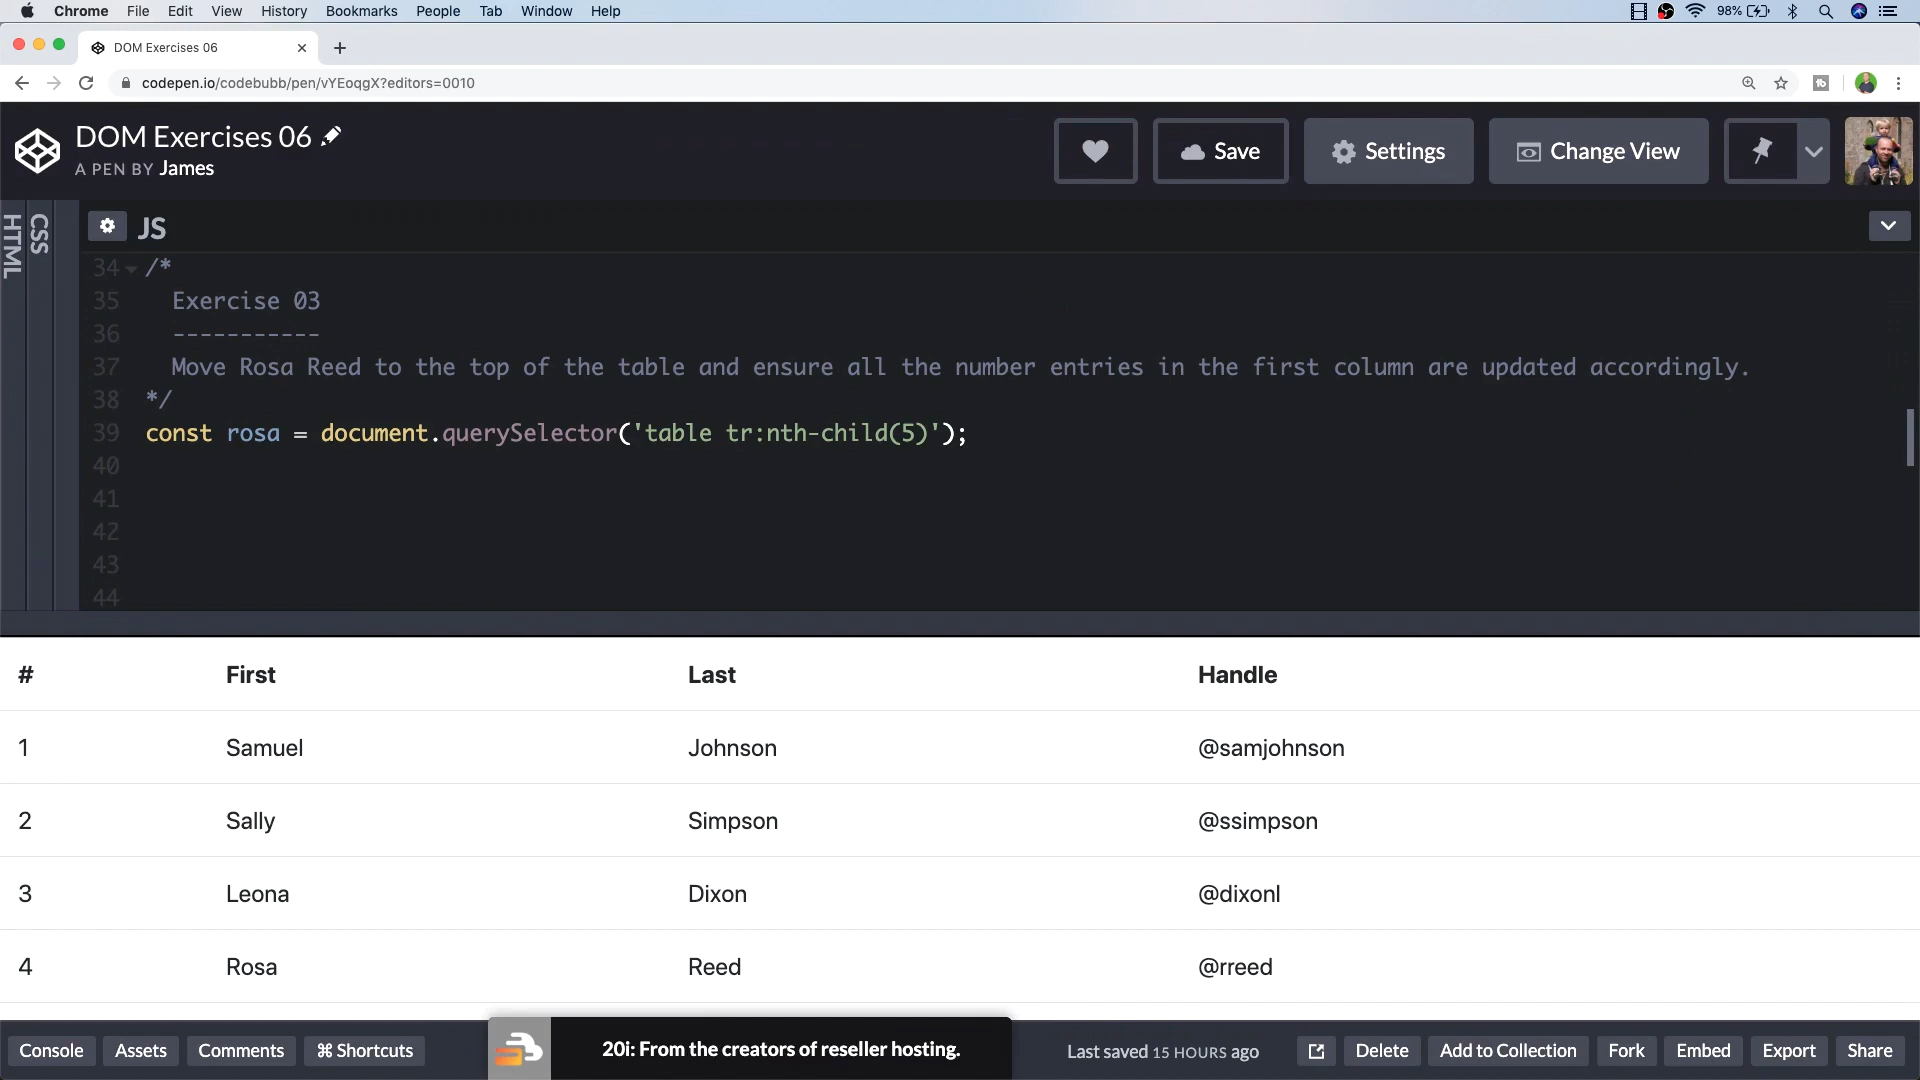 Chrome File Edit View History Bookmarks People Tab Window Help 98%
DOM Exercises 06
codepen.io/codebubb/pen/vYEoqgX?editors=0010
DOM Exercises 06
A PEN BY James
Save Settings Change View
HTML
CSS
JS
34 /*
35 Exercise 03
36 -----------
37 Move Rosa Reed to the top of the table and ensure all the number entries in the first column are updated accordingly.
38 */
39 const rosa = document.querySelector('table tr:nth-child(5)');
40
41
42
43
44
# First Last Handle
1 Samuel Johnson @samjohnson
2 Sally Simpson @ssimpson
3 Leona Dixon @dixonl
4 Rosa Reed @rreed
Console Assets Comments ⌘ Shortcuts 20i: From the creators of reseller hosting. Last saved 15 HOURS ago Delete Add to Collection Fork Embed Export Share